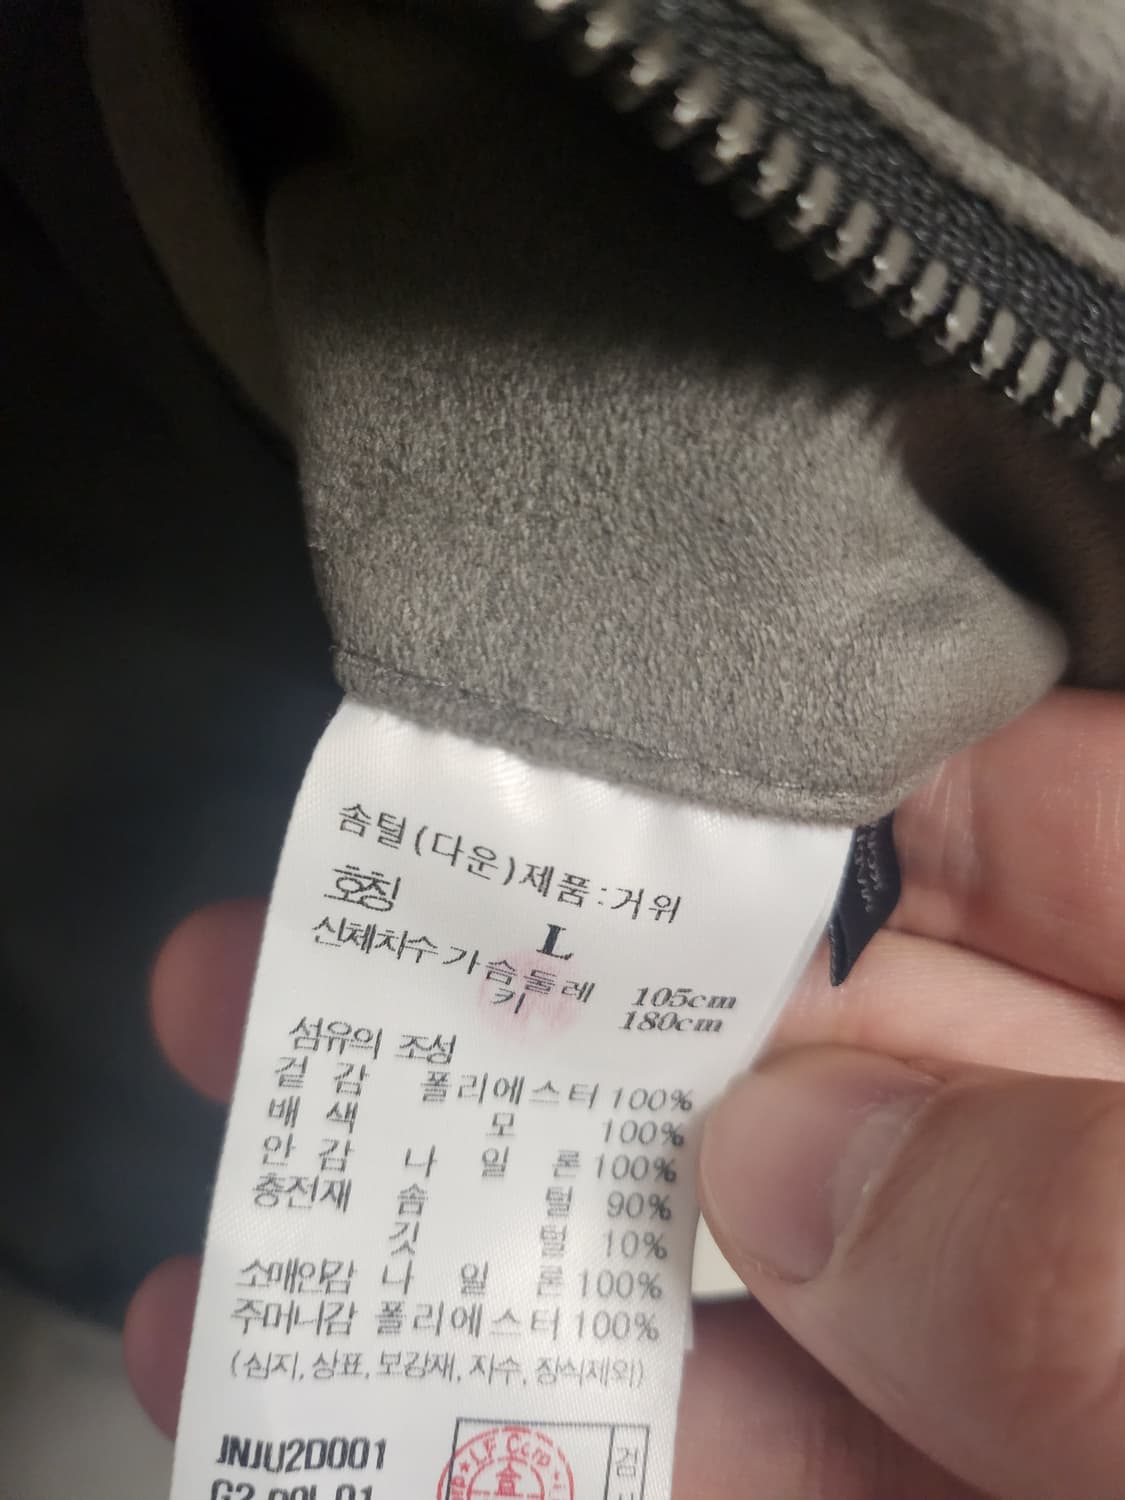 솜털(다운)제품:거위
호칭 L
신체치수 가슴둘레 105cm
키 180cm
섬유의 조성
겉감 폴리에스터 100%
배색 모 100%
안감 나일론 100%
충전재 솜털 90%
깃털 10%
소매안감 나일론 100%
주머니감 폴리에스터 100%
(심지, 상표, 보강재, 자수, 장식제외)
JNJU2D001
LF Corp
검